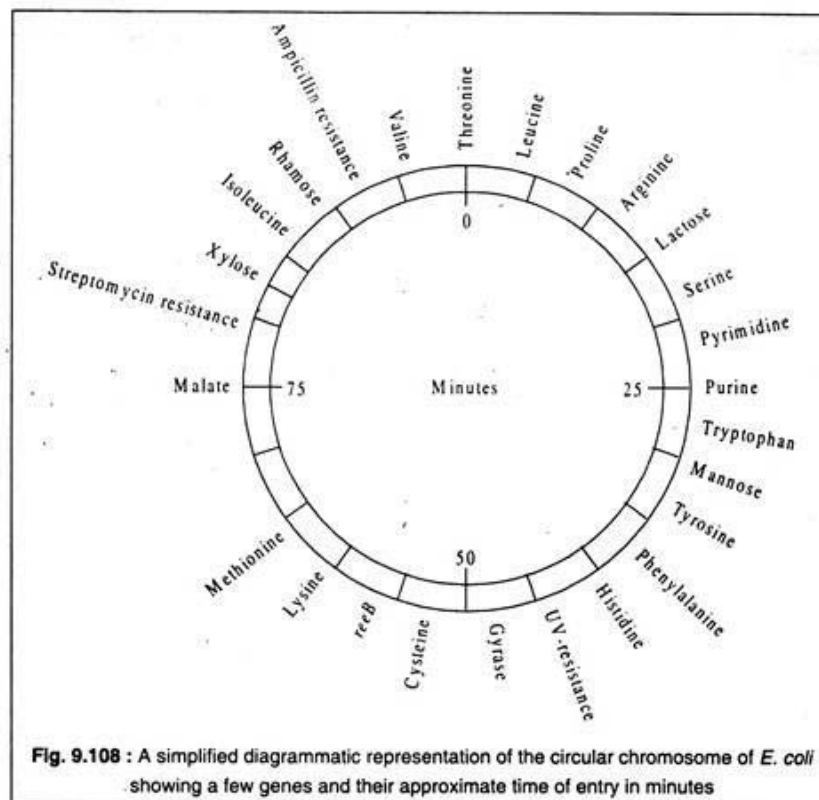 Threonine
Leucine
Proline
Arginine
Lactose
Serine
Pyrimidine
Purine
Tryptophan
Mannose
Tyrosine
Phenylalanine
Histidine
UV-resistance
Gyrase
Cysteine
reeB
Lysine
Methionine
Malate
Streptomycin resistance
Xylose
Isoleucine
Rhamose
Ampicillin resistance
Valine
0
25
50
75
Minutes
Fig. 9.108 : A simplified diagrammatic representation of the circular chromosome of E. coli
showing a few genes and their approximate time of entry in minutes